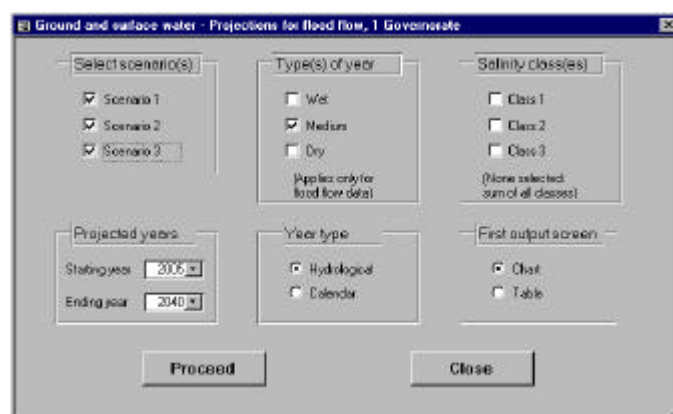 Ground and surface water - Projections for flood flow, 1 Governorate
Select scenario(s)
Scenario 1
Scenario 2
Scenario 3
Type(s) of year
Wet
Medium
Dry
(Applies only for
flood flow data)
Salinity class(es)
Class 1
Class 2
Class 3
(None selected:
sum of all classes)
Projected years
Starting year 2005
Ending year 2040
Year type
Hydrological
Calendar
First output screen
Chart
Table
Proceed
Close